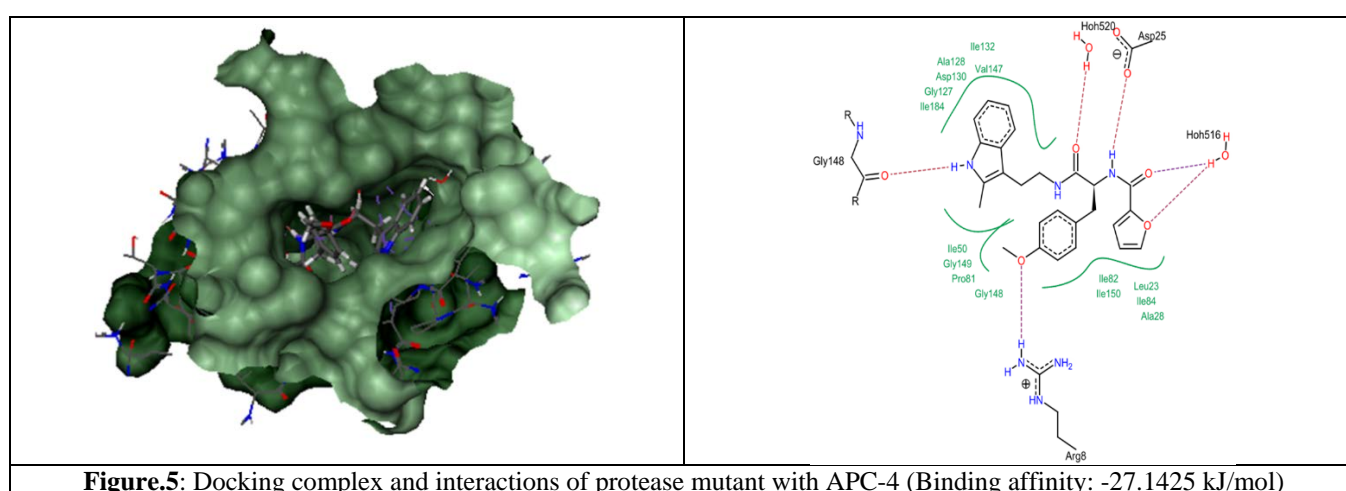 Hoh520
Asp25
Ile132
Ala128 Val147
Asp130
Gly127
Ile184
Hoh516
Gly148
R
H
N
O
R
H
N
O
N
H
H
N
O
O
O
H
O
H
H
O
H
O
O
⊖
Ile50
Gly149
Pro81
Gly148
Ile82
Ile150
Leu23
Ile84
Ala28
H
N
H
NH2
⊕
HN
Arg8
Figure.5: Docking complex and interactions of protease mutant with APC-4 (Binding affinity: -27.1425 kJ/mol)